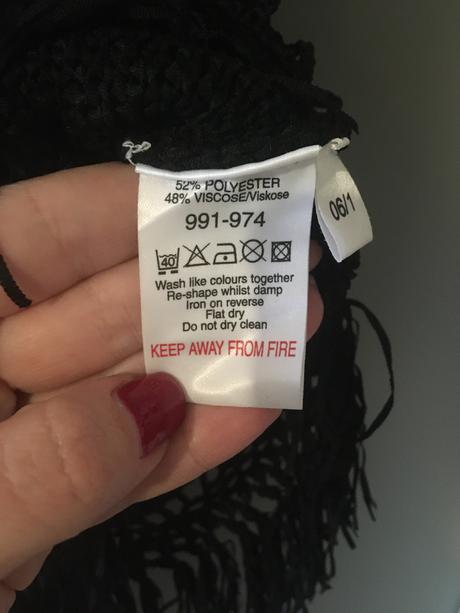 52% POLYESTER
48% VISCOSE/Viskose
991-974
40
Wash like colours together
Re-shape whilst damp
Iron on reverse
Flat dry
Do not dry clean
KEEP AWAY FROM FIRE
06/1